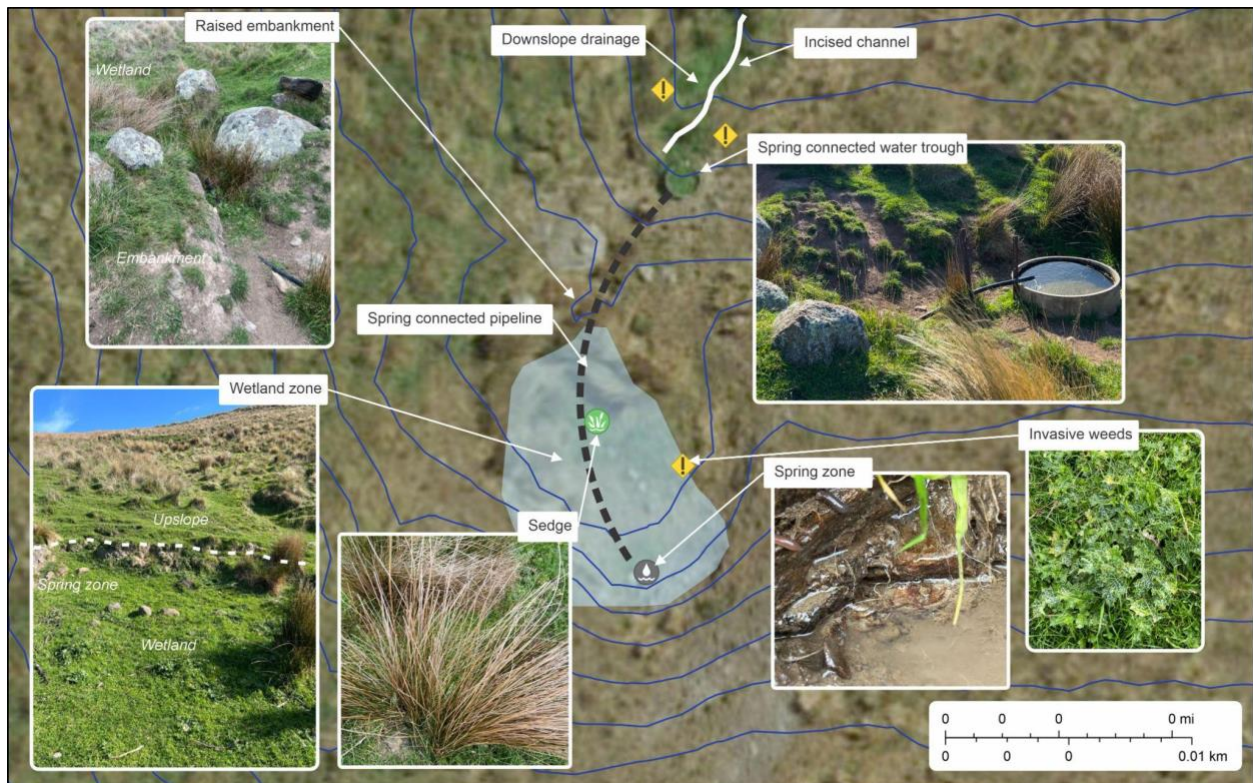 Raised embankment
Downslope drainage
Incised channel
Wetland
Embankment
Spring connected water trough
Spring connected pipeline
Wetland zone
Invasive weeds
Spring zone
Sedge
Upslope
Spring zone
Wetland
0 0 0 0 mi
0 0 0 0.01 km